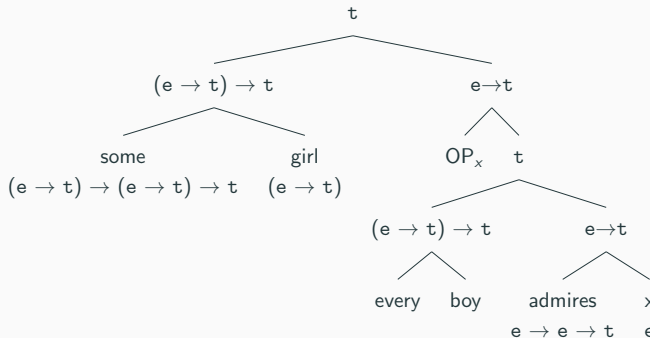 t
(e → t) → t e→t
some girl OPₓ t
(e → t) → (e → t) → t (e → t)
(e → t) → t e→t
every boy admires x
e → e → t e